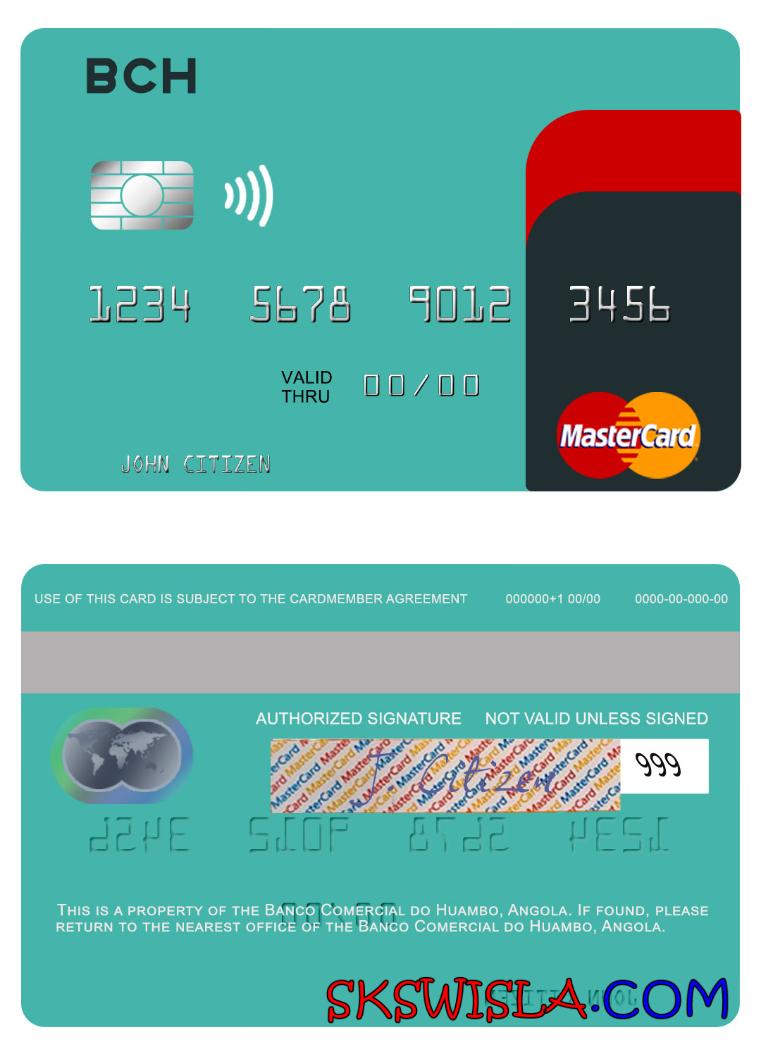 BCH
1234 5678 9012 3456
VALID
THRU 00/00
JOHN CITIZEN
MasterCard
USE OF THIS CARD IS SUBJECT TO THE CARDMEMBER AGREEMENT 000000+1 00/00 0000-00-000-00
AUTHORIZED SIGNATURE NOT VALID UNLESS SIGNED
J. Citizen 999
THIS IS A PROPERTY OF THE BANCO COMERCIAL DO HUAMBO, ANGOLA. IF FOUND, PLEASE
RETURN TO THE NEAREST OFFICE OF THE BANCO COMERCIAL DO HUAMBO, ANGOLA.
SKSWISLA.COM